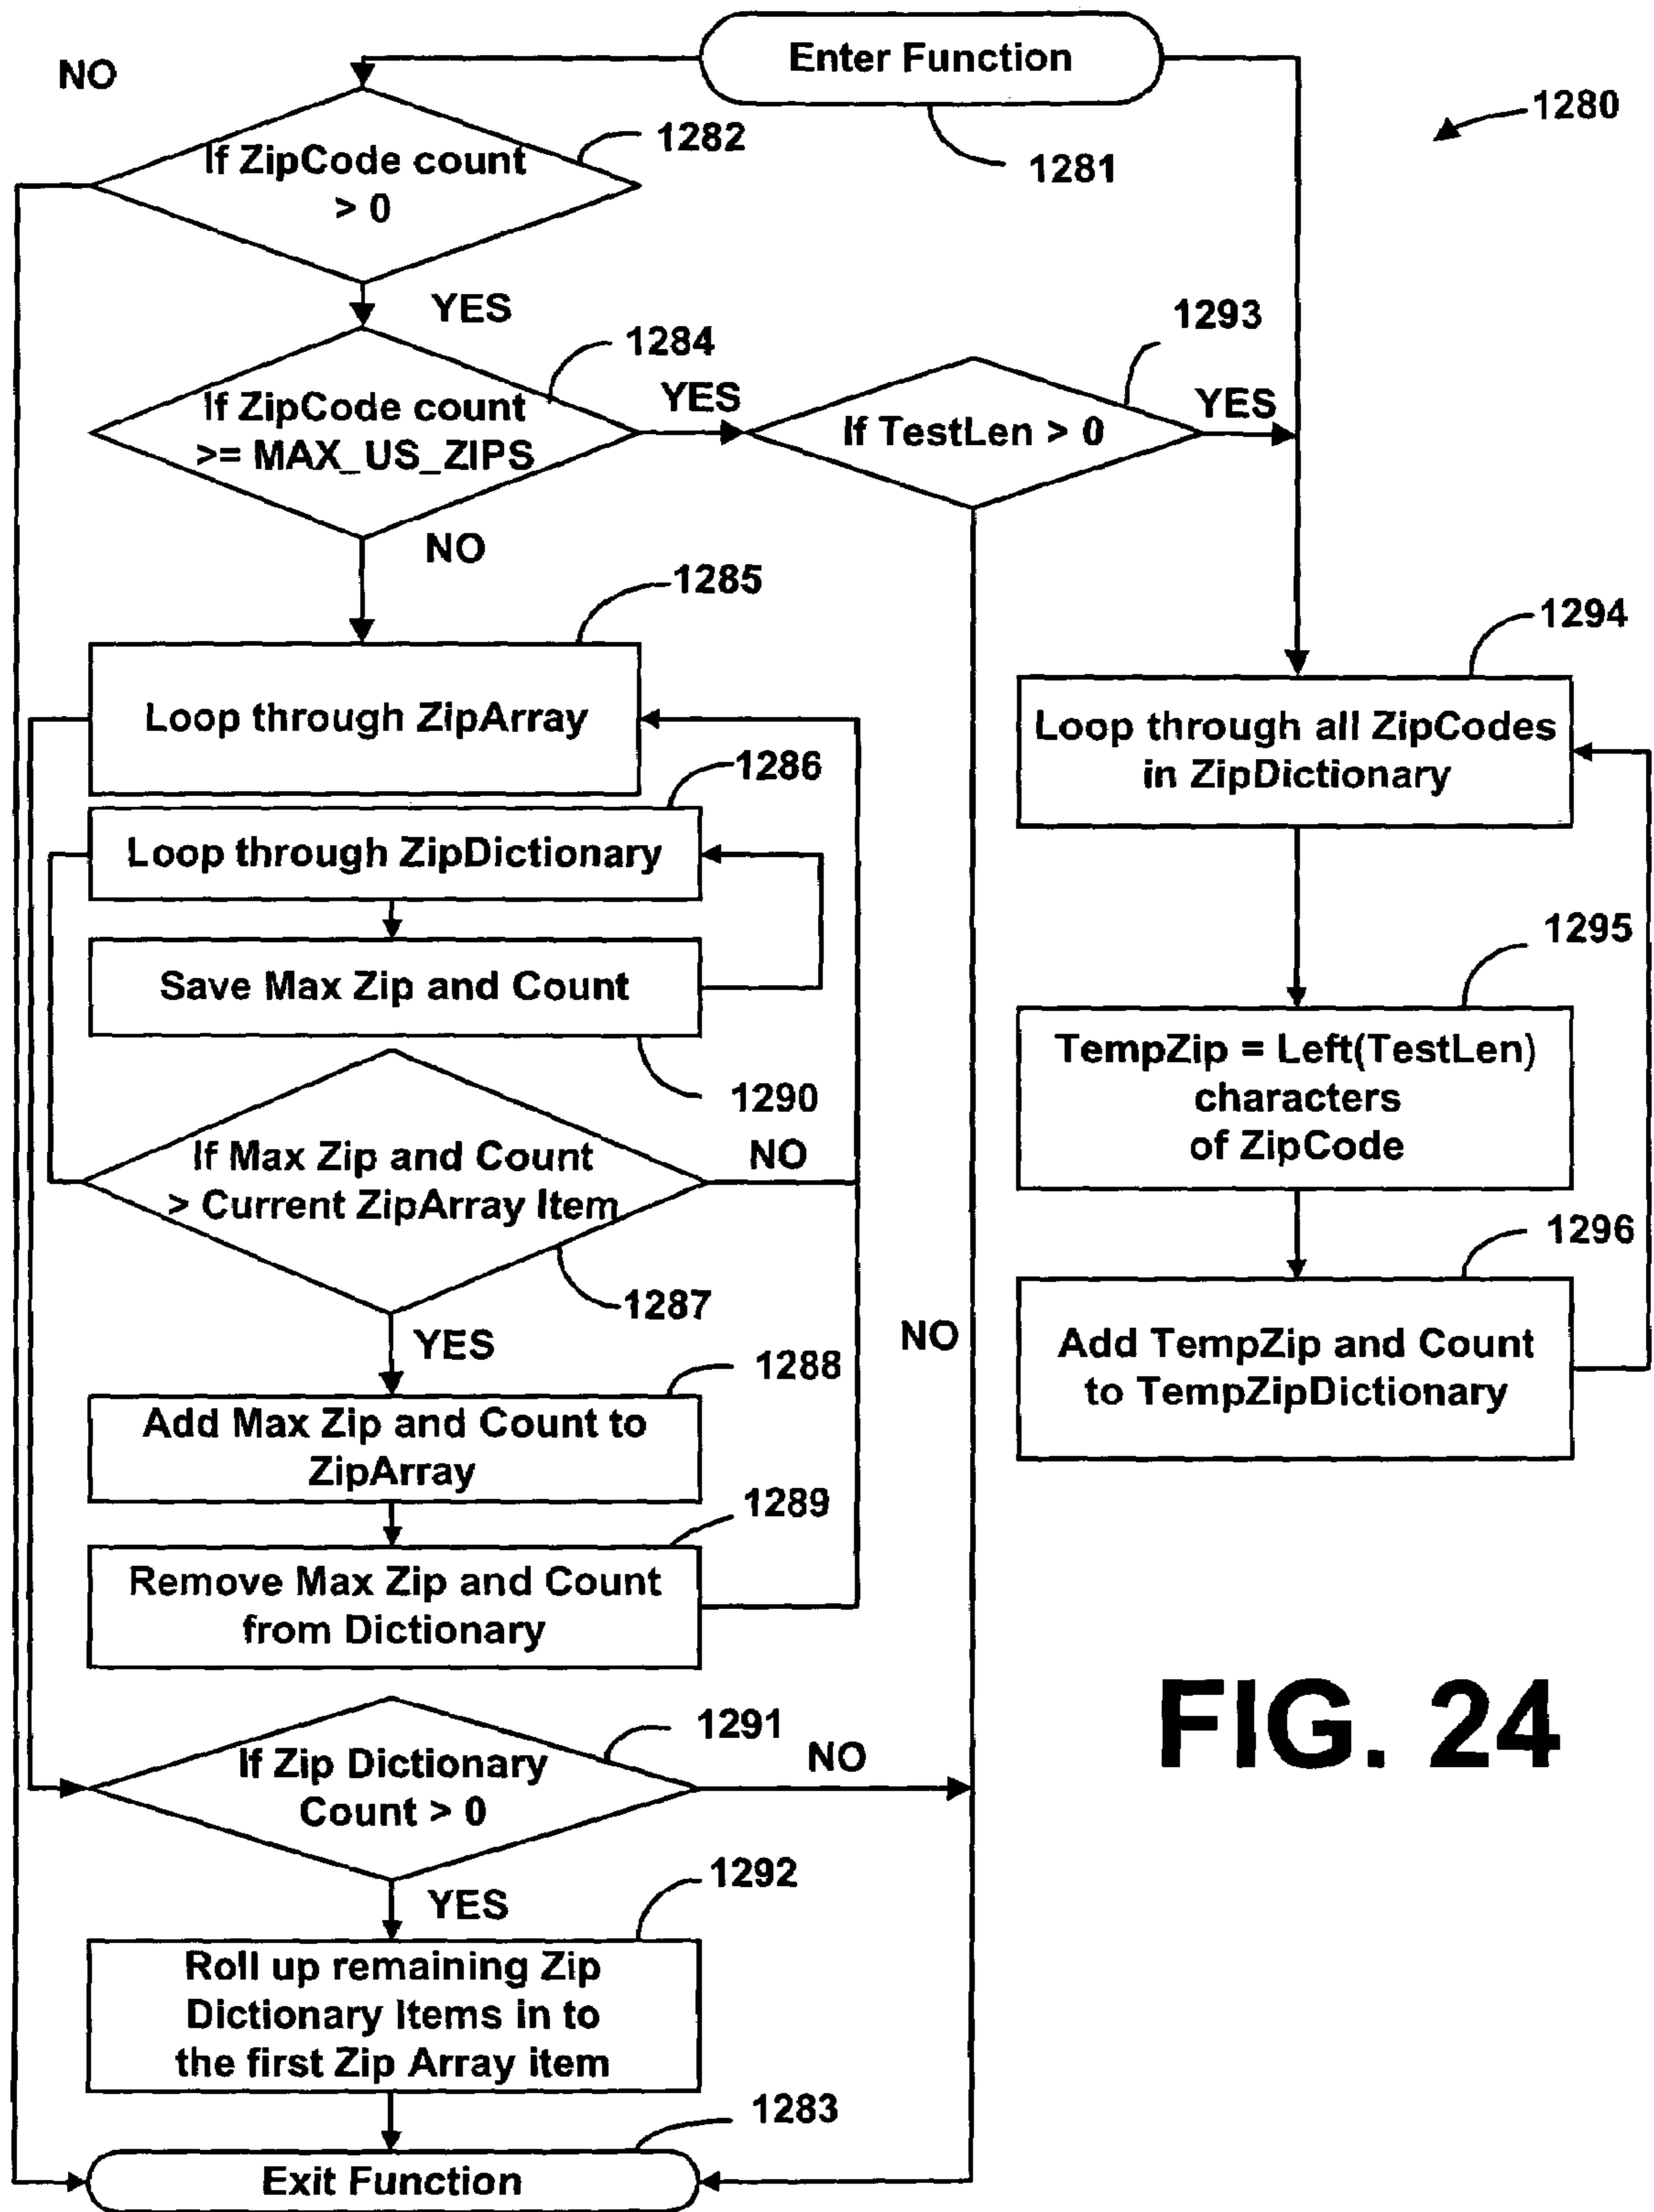 Enter Function
NO
1280
1282
If ZipCode count
> 0
1281
YES
1293
1284
If ZipCode count
>= MAX_US_ZIPS
YES
If TestLen > 0
YES
NO
1285
1294
Loop through ZipArray
Loop through all ZipCodes
in ZipDictionary
1286
Loop through ZipDictionary
1295
Save Max Zip and Count
TempZip = Left(TestLen)
characters
of ZipCode
1290
If Max Zip and Count
> Current ZipArray Item
NO
1296
1287
NO
YES
Add TempZip and Count
to TempZipDictionary
1288
Add Max Zip and Count to
ZipArray
1289
Remove Max Zip and Count
from Dictionary
FIG. 24
1291
If Zip Dictionary
Count > 0
NO
1292
YES
Roll up remaining Zip
Dictionary Items in to
the first Zip Array item
1283
Exit Function